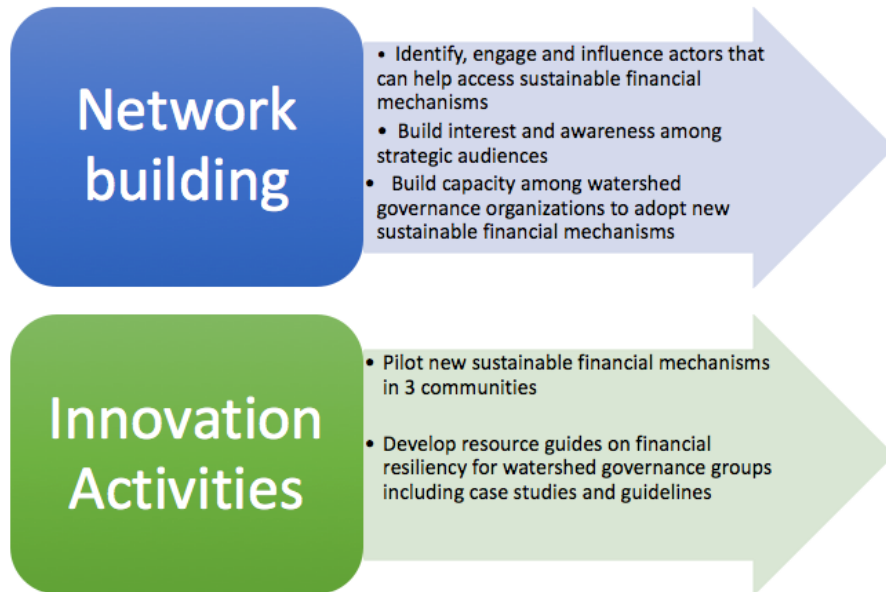 Network
building
• Identify, engage and influence actors that
can help access sustainable financial
mechanisms
• Build interest and awareness among
strategic audiences
• Build capacity among watershed
governance organizations to adopt new
sustainable financial mechanisms
Innovation
Activities
• Pilot new sustainable financial mechanisms
in 3 communities
• Develop resource guides on financial
resiliency for watershed governance groups
including case studies and guidelines